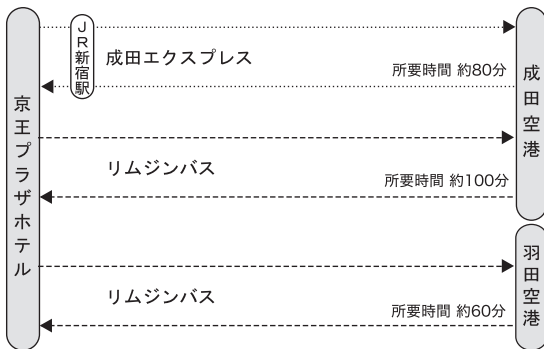 京王プラザホテル
JR新宿駅
成田エクスプレス
所要時間 約80分
成田空港
リムジンバス
所要時間 約100分
リムジンバス
所要時間 約60分
羽田空港